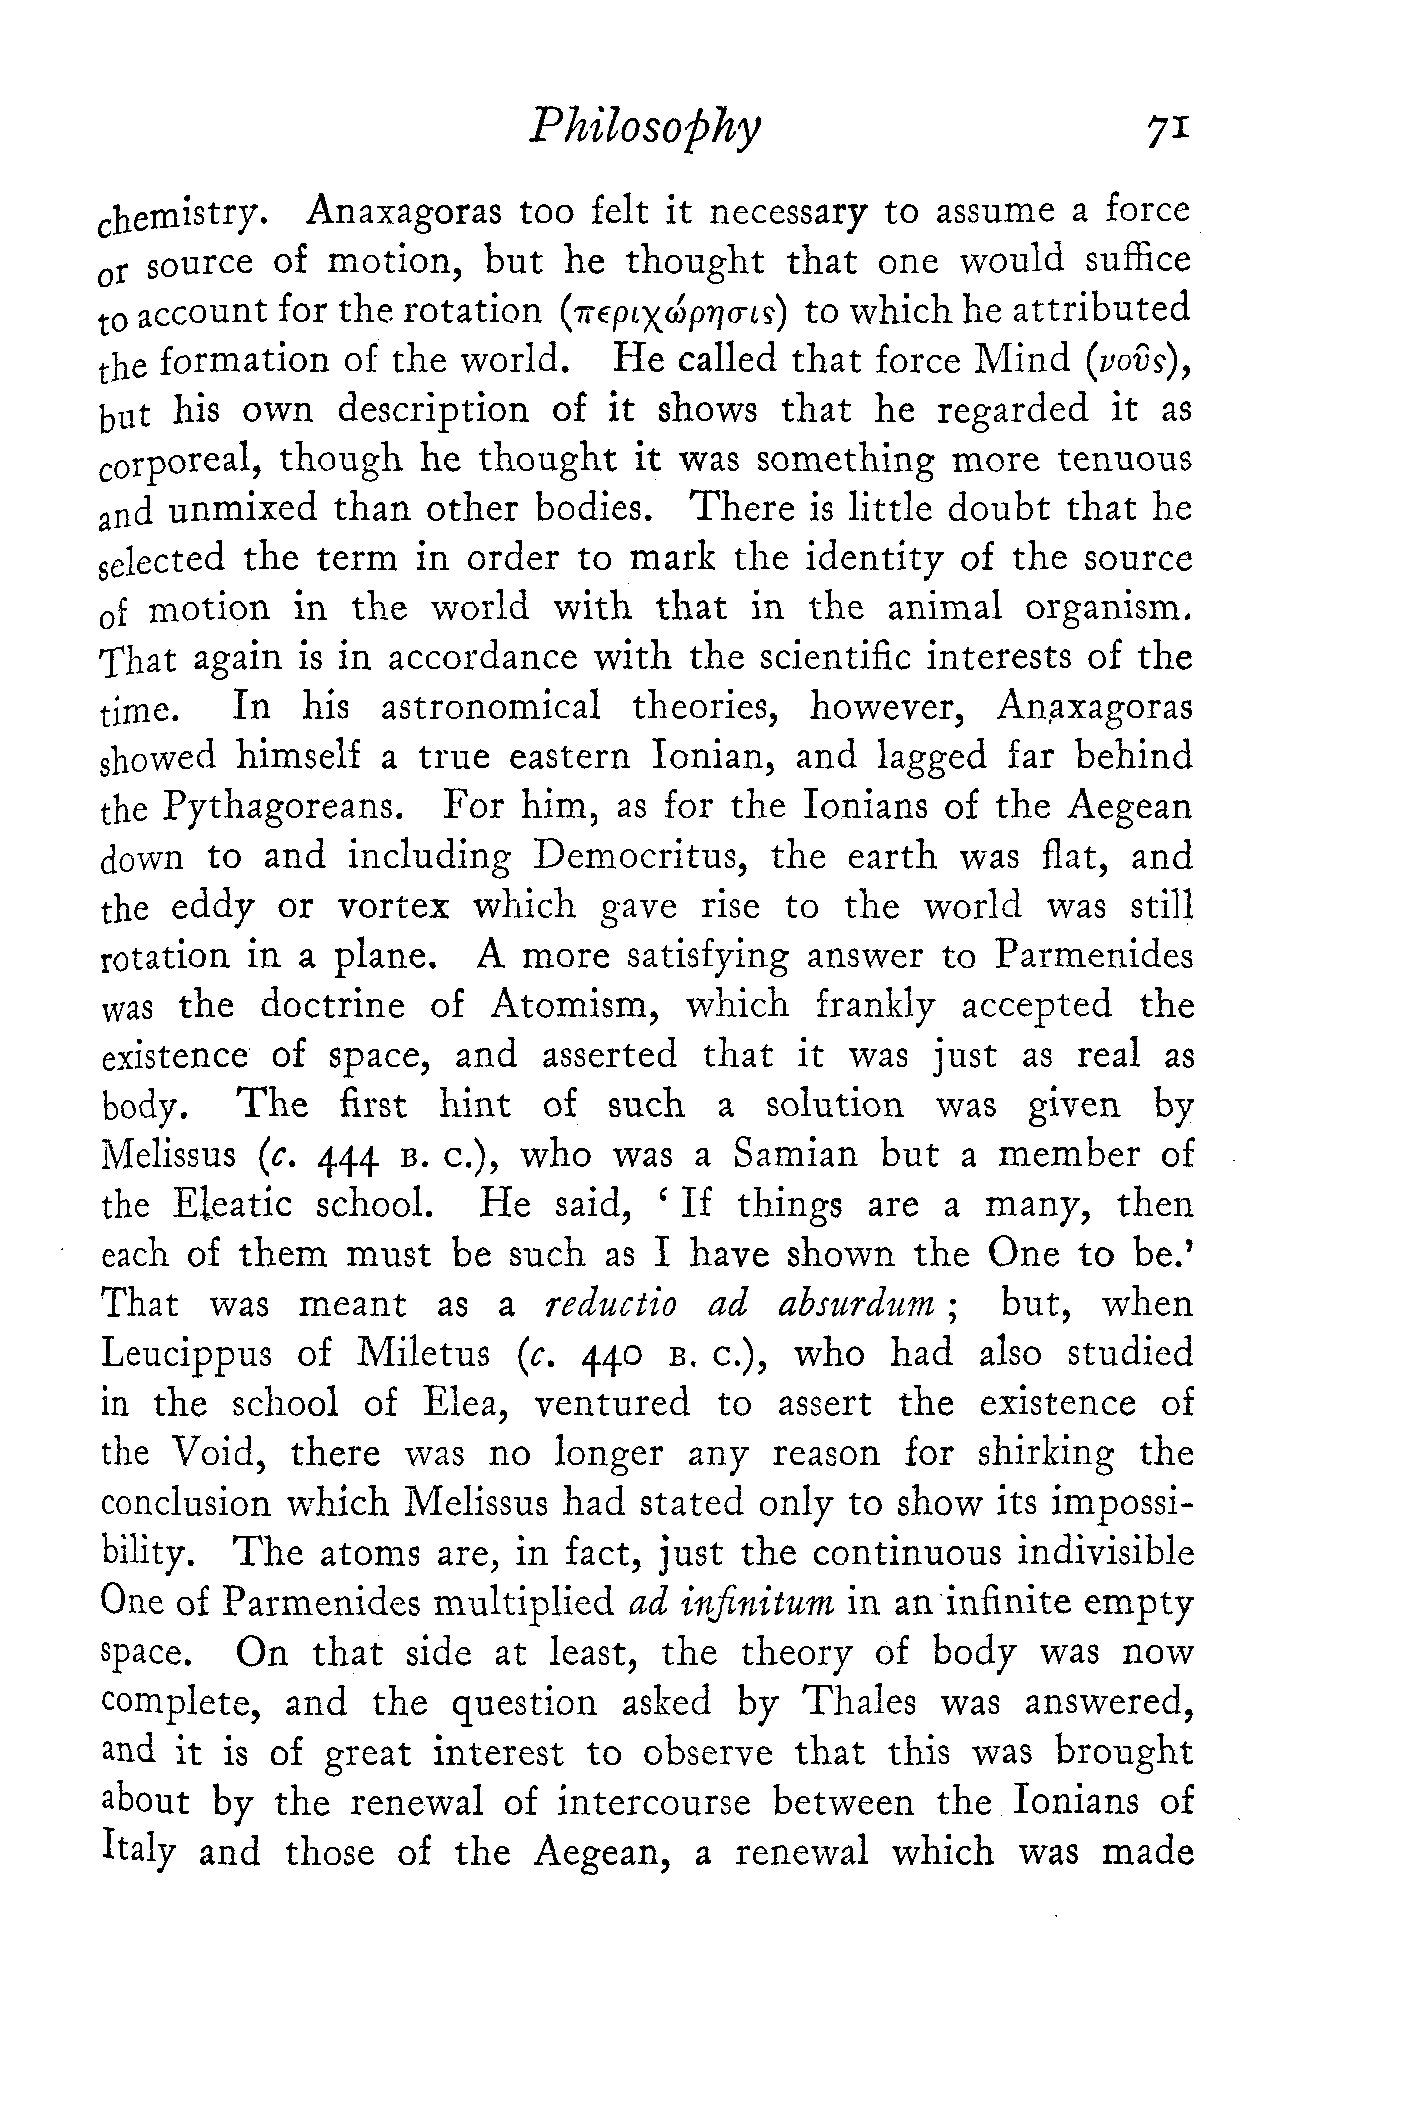 Philosophy 71
chemistry. Anaxagoras too felt it necessary to assume a force
or source of motion, but he thought that one would suffice
to account for the rotation (περιχώρησις) to which he attributed
the formation of the world. He called that force Mind (νοῦς),
but his own description of it shows that he regarded it as
corporeal, though he thought it was something more tenuous
and unmixed than other bodies. There is little doubt that he
selected the term in order to mark the identity of the source
of motion in the world with that in the animal organism.
That again is in accordance with the scientific interests of the
time. In his astronomical theories, however, Anaxagoras
showed himself a true eastern Ionian, and lagged far behind
the Pythagoreans. For him, as for the Ionians of the Aegean
down to and including Democritus, the earth was flat, and
the eddy or vortex which gave rise to the world was still
rotation in a plane. A more satisfying answer to Parmenides
was the doctrine of Atomism, which frankly accepted the
existence of space, and asserted that it was just as real as
body. The first hint of such a solution was given by
Melissus (c. 444 B. C.), who was a Samian but a member of
the Eleatic school. He said, ‘ If things are a many, then
each of them must be such as I have shown the One to be.’
That was meant as a reductio ad absurdum ; but, when
Leucippus of Miletus (c. 440 B. C.), who had also studied
in the school of Elea, ventured to assert the existence of
the Void, there was no longer any reason for shirking the
conclusion which Melissus had stated only to show its impossi-
bility. The atoms are, in fact, just the continuous indivisible
One of Parmenides multiplied ad infinitum in an infinite empty
space. On that side at least, the theory of body was now
complete, and the question asked by Thales was answered,
and it is of great interest to observe that this was brought
about by the renewal of intercourse between the Ionians of
Italy and those of the Aegean, a renewal which was made